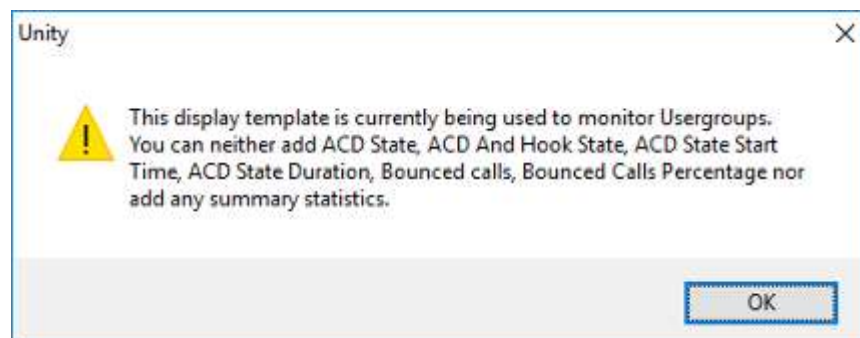 Unity
This display template is currently being used to monitor Usergroups.
You can neither add ACD State, ACD And Hook State, ACD State Start
Time, ACD State Duration, Bounced calls, Bounced Calls Percentage nor
add any summary statistics.
OK